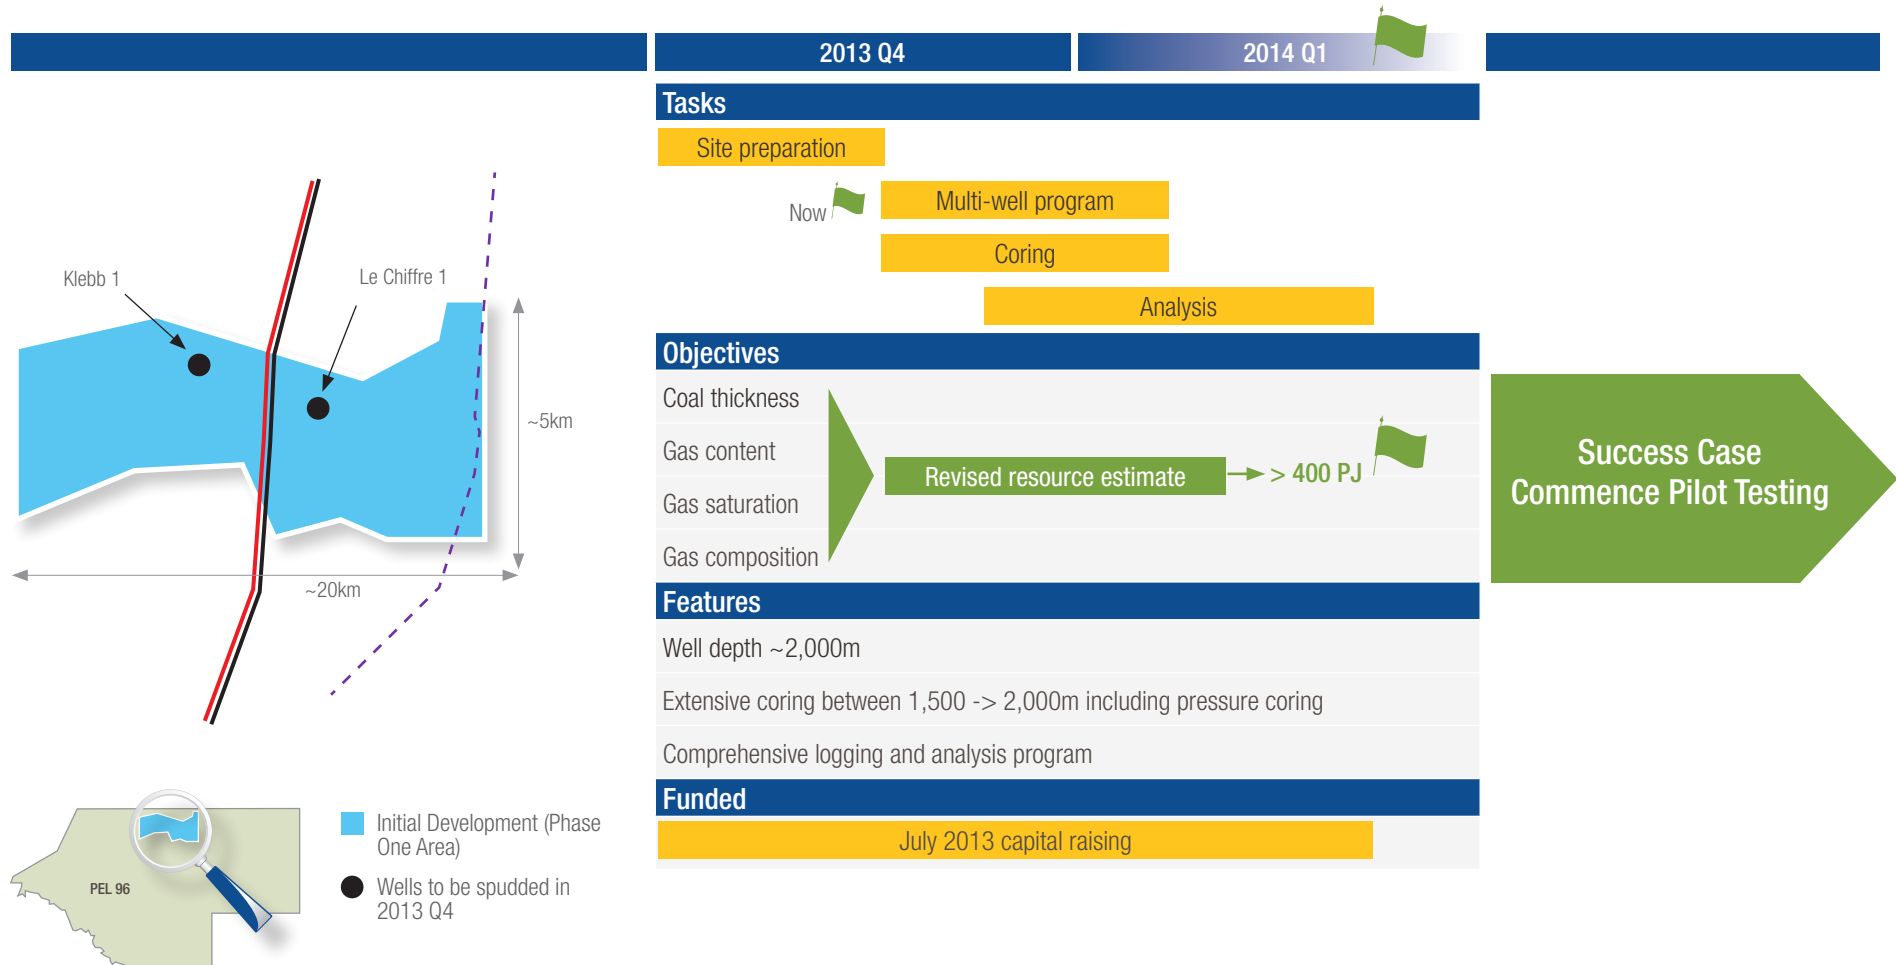 2013 Q4
2014 Q1
Tasks
Site preparation
Now
Multi-well program
Coring
Analysis
Klebb 1
Le Chiffre 1
~5km
~20km
Objectives
Coal thickness
Gas content
Gas saturation
Gas composition
Revised resource estimate
> 400 PJ
Success Case
Commence Pilot Testing
Features
Well depth ~2,000m
Extensive coring between 1,500 -> 2,000m including pressure coring
Comprehensive logging and analysis program
Funded
July 2013 capital raising
PEL 96
Initial Development (Phase
One Area)
Wells to be spudded in
2013 Q4